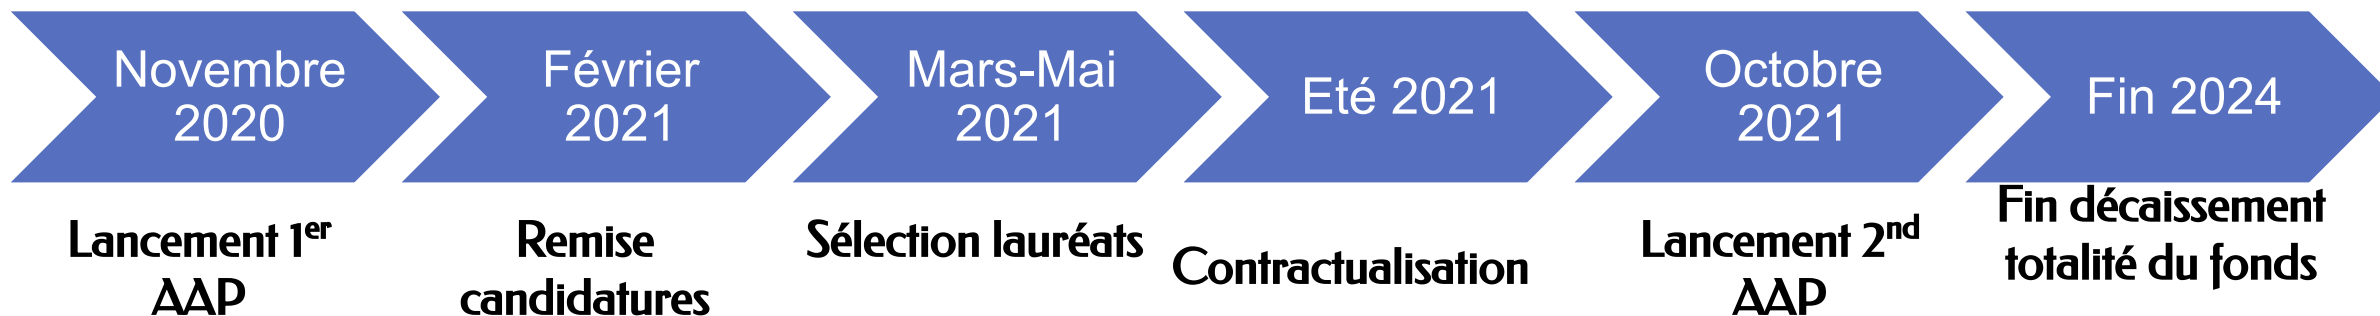 Novembre
2020
Février
2021
Mars-Mai
2021
Eté 2021
Octobre
2021
Fin 2024
Lancement 1er
AAP
Remise
candidatures
Sélection lauréats
Contractualisation
Lancement 2nd
AAP
Fin décaissement
totalité du fonds